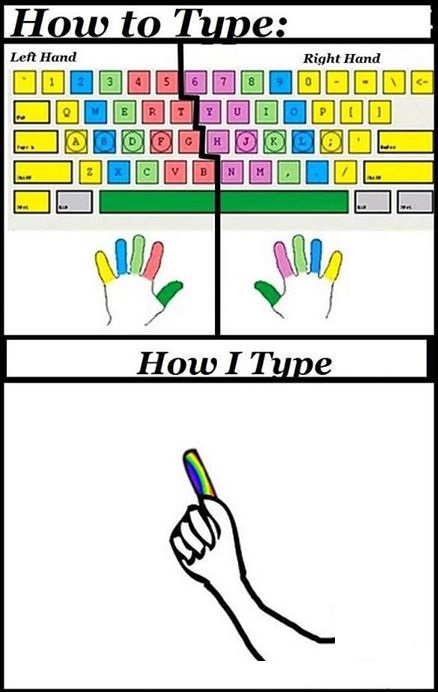 How to Type:
Left Hand
Right Hand
` 1 2 3 4 5 6 7 8 9 0 - = \ <-
Q W E R T Y U I O P [ ]
A S D F G H J K L ; '
Z X C V B N M , . /
How I Type